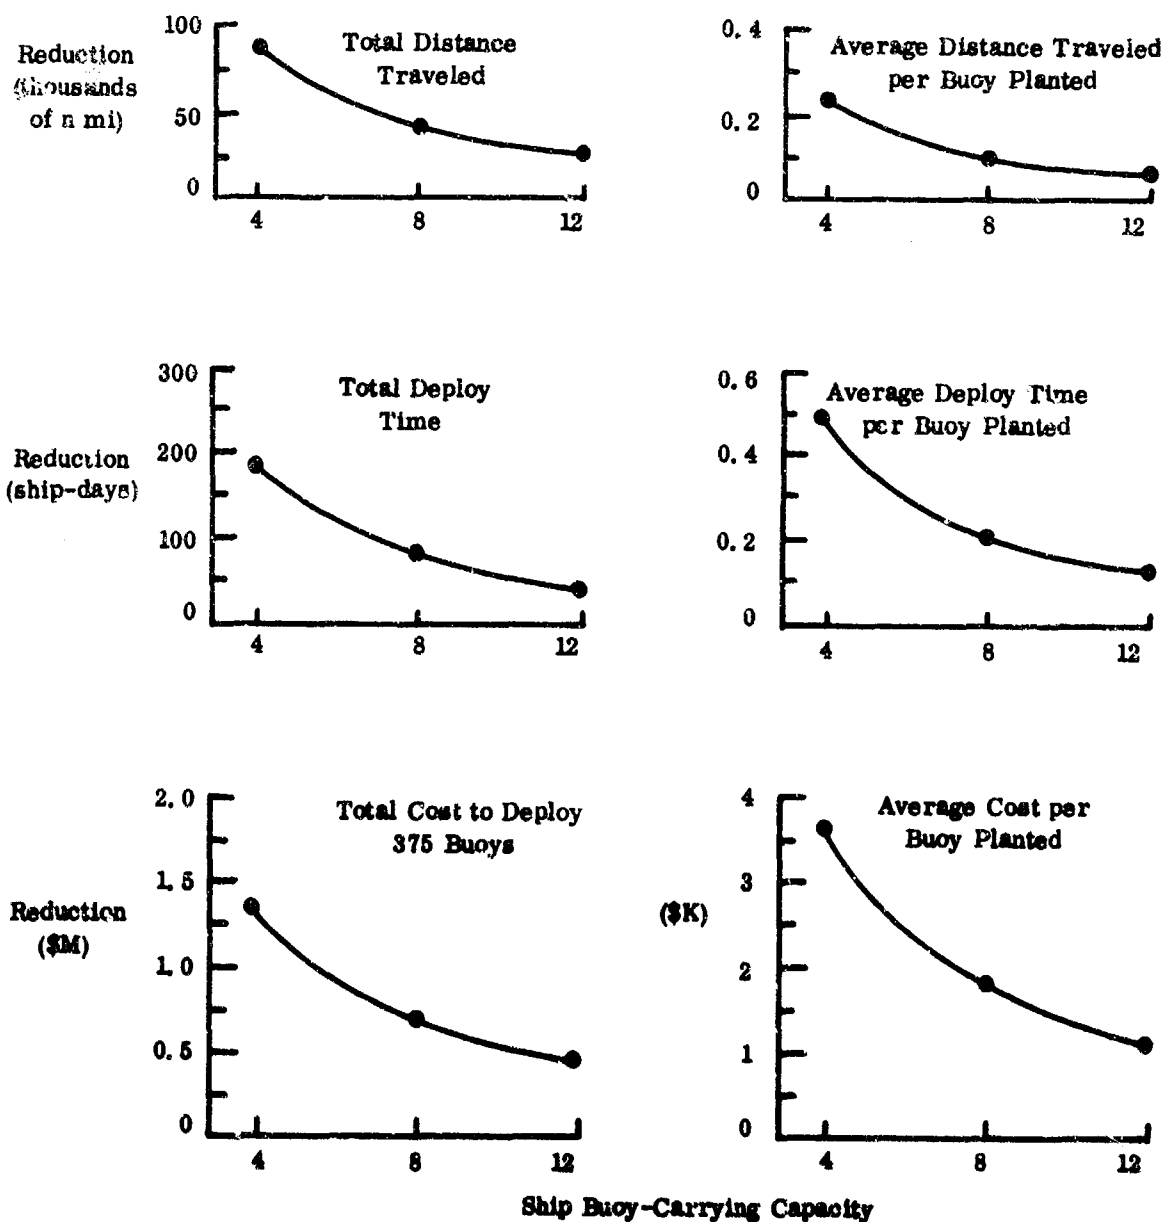 Reduction
(thousands
of n mi)
100
50
0
Total Distance
Traveled
4 8 12
0.4
0.2
0
Average Distance Traveled
per Buoy Planted
4 8 12
Reduction
(ship-days)
300
200
100
0
Total Deploy
Time
4 8 12
0.6
0.4
0.2
0
Average Deploy Time
per Buoy Planted
4 8 12
Reduction
($M)
2.0
1.5
1.0
0.5
0
Total Cost to Deploy
375 Buoys
4 8 12
($K)
4
3
2
1
0
Average Cost per
Buoy Planted
4 8 12
Ship Buoy-Carrying Capacity